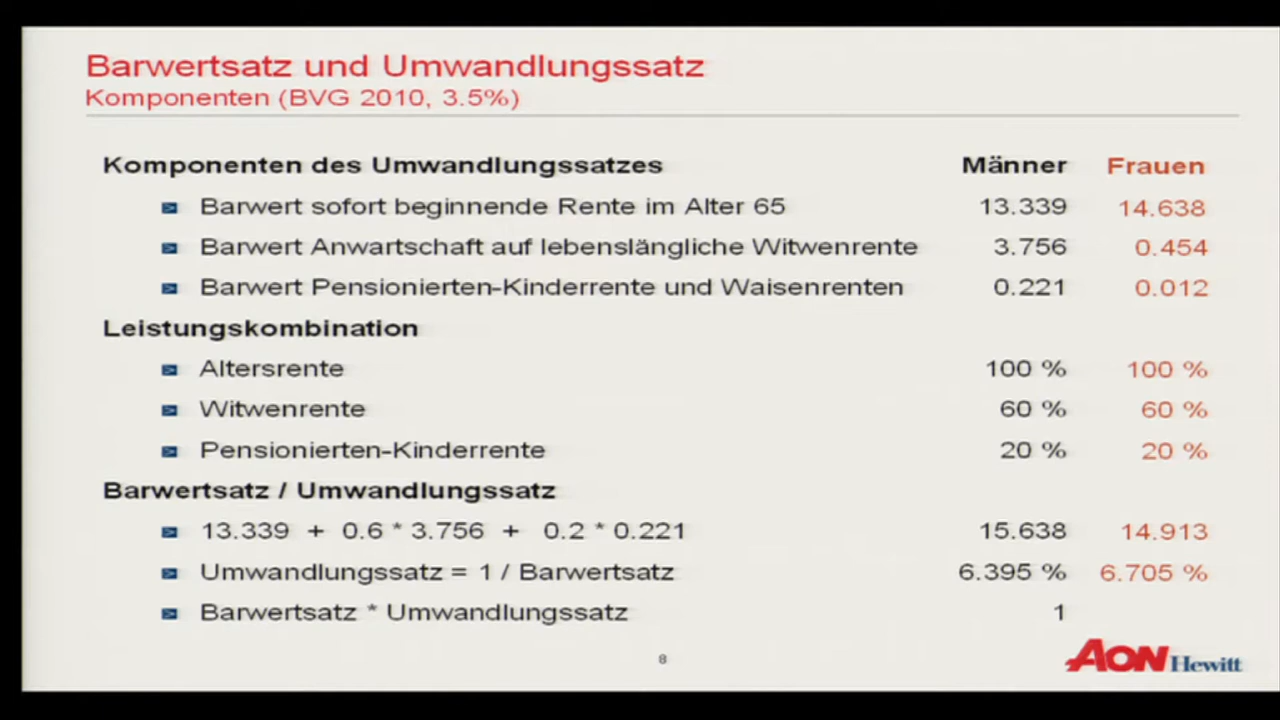 Barwertsatz und Umwandlungssatz
Komponenten (BVG 2010, 3.5%)
Komponenten des Umwandlungssatzes Männer Frauen
Barwert sofort beginnende Rente im Alter 65 13.339 14.638
Barwert Anwartschaft auf lebenslängliche Witwenrente 3.756 0.454
Barwert Pensionierten-Kinderrente und Waisenrenten 0.221 0.012
Leistungskombination
Altersrente 100 % 100 %
Witwenrente 60 % 60 %
Pensionierten-Kinderrente 20 % 20 %
Barwertsatz / Umwandlungssatz
13.339 + 0.6 * 3.756 + 0.2 * 0.221 15.638 14.913
Umwandlungssatz = 1 / Barwertsatz 6.395 % 6.705 %
Barwertsatz * Umwandlungssatz 1
8
AON Hewitt